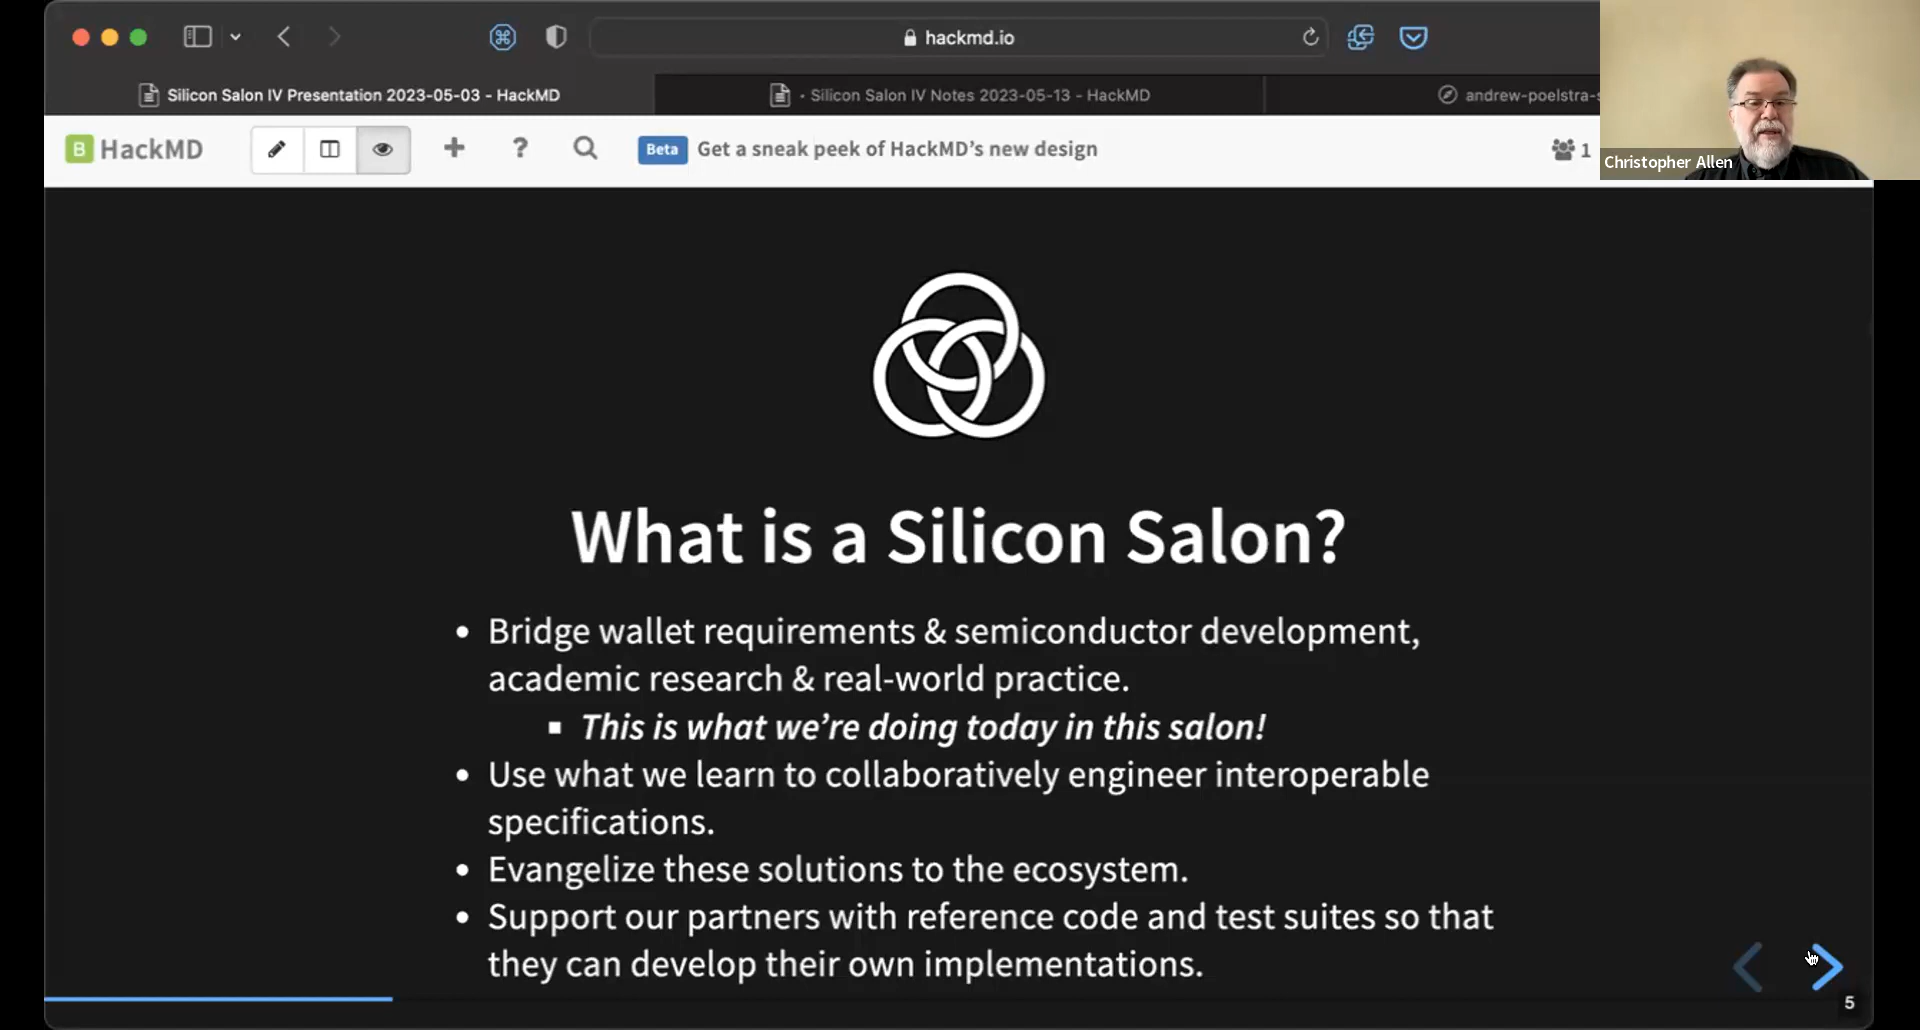 hackmd.io
Silicon Salon IV Presentation 2023-05-03 - HackMD
· Silicon Salon IV Notes 2023-05-13 - HackMD
andrew-poelstra-s
B HackMD
Beta Get a sneak peek of HackMD’s new design
1
Christopher Allen
What is a Silicon Salon?
• Bridge wallet requirements & semiconductor development,
academic research & real-world practice.
▪ This is what we’re doing today in this salon!
• Use what we learn to collaboratively engineer interoperable
specifications.
• Evangelize these solutions to the ecosystem.
• Support our partners with reference code and test suites so that
they can develop their own implementations.
5